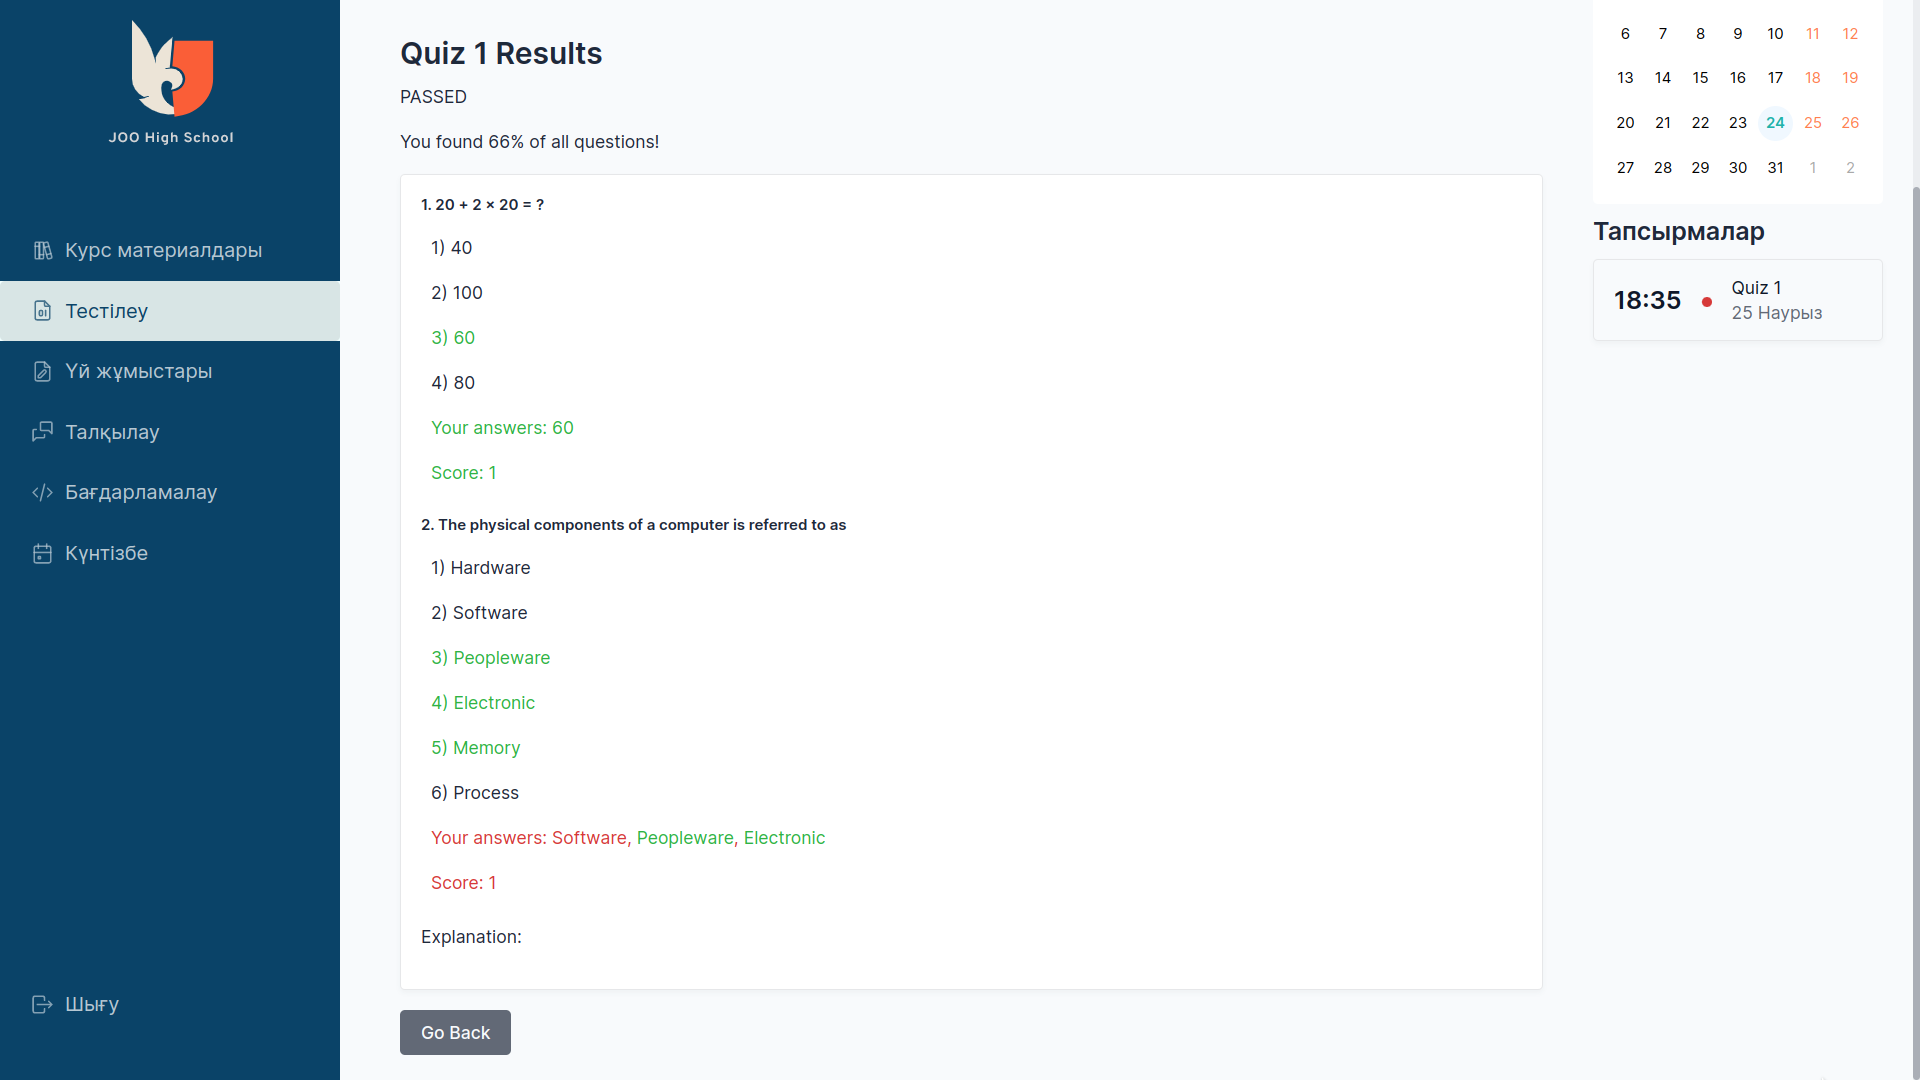 JOO High School
Курс материалдары
Тестілеу
Үй жұмыстары
Талқылау
Бағдарламалау
Күнтізбе
Шығу
Quiz 1 Results
PASSED
You found 66% of all questions!
1. 20 + 2 × 20 = ?
1) 40
2) 100
3) 60
4) 80
Your answers: 60
Score: 1
2. The physical components of a computer is referred to as
1) Hardware
2) Software
3) Peopleware
4) Electronic
5) Memory
6) Process
Your answers: Software, Peopleware, Electronic
Score: 1
Explanation:
Go Back
6 7 8 9 10 11 12
13 14 15 16 17 18 19
20 21 22 23 24 25 26
27 28 29 30 31 1 2
Тапсырмалар
18:35
Quiz 1
25 Наурыз